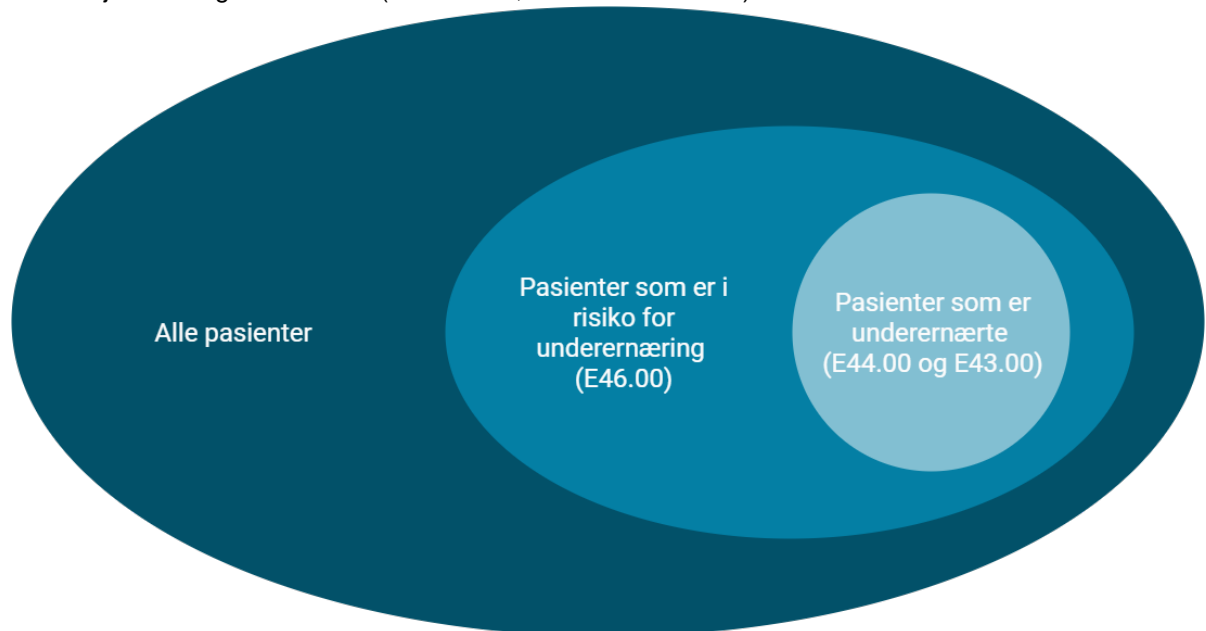 Alle pasienter
Pasienter som er i
risiko for
underernæring
(E46.00)
Pasienter som er
underernærte
(E44.00 og E43.00)